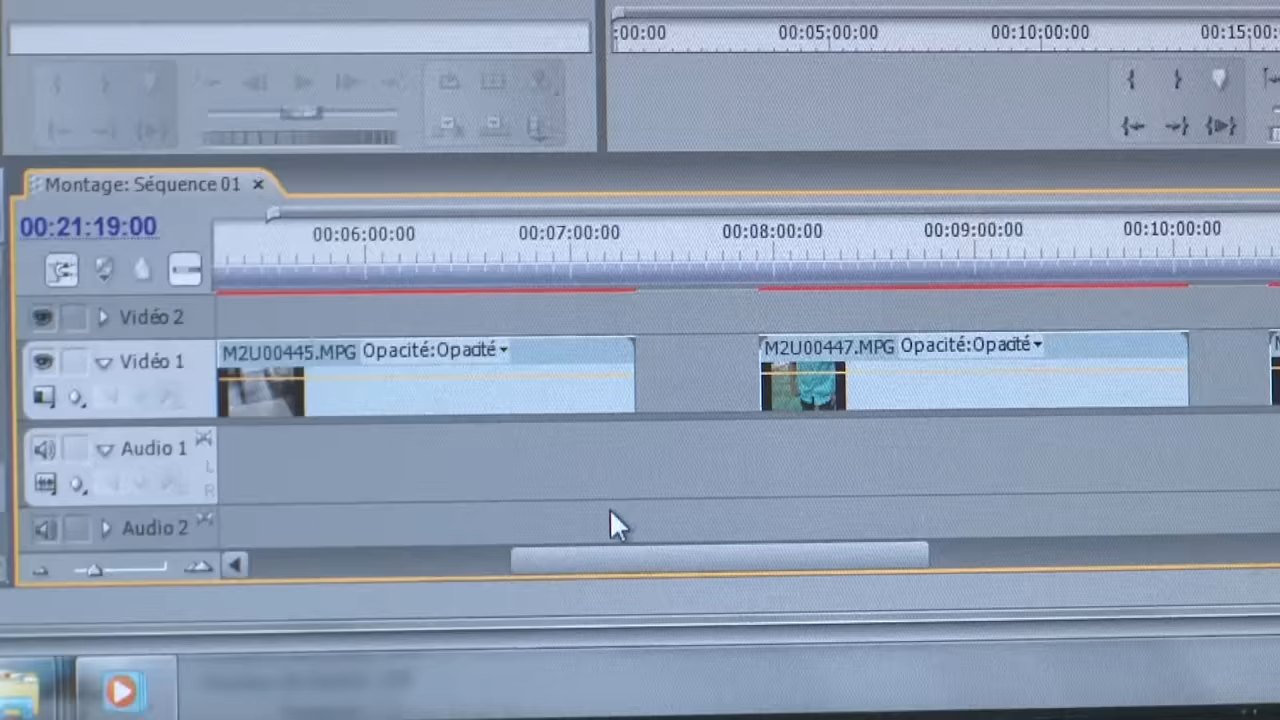 :00:00 00:05:00:00 00:10:00:00 00:15:00:
Montage: Séquence 01 x
00:21:19:00
00:06:00:00 00:07:00:00 00:08:00:00 00:09:00:00 00:10:00:00
Vidéo 2
Vidéo 1
M2U00445.MPG Opacité:Opacité
M2U00447.MPG Opacité:Opacité
Audio 1
L
R
Audio 2